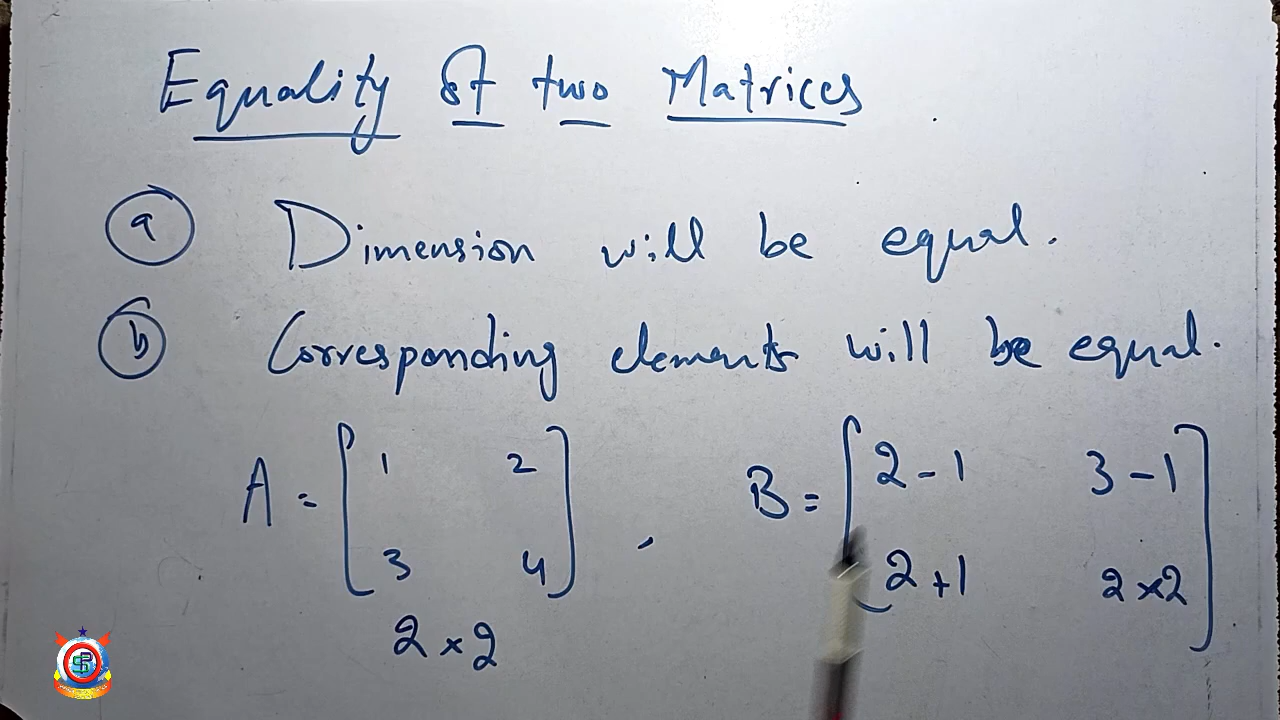 Equality of two Matrices
a Dimension will be equal.
b Corresponding elements will be equal.
A = [1 2 3 4] 2 × 2 , B = [2 - 1 3 - 1 2 + 1 2 × 2]